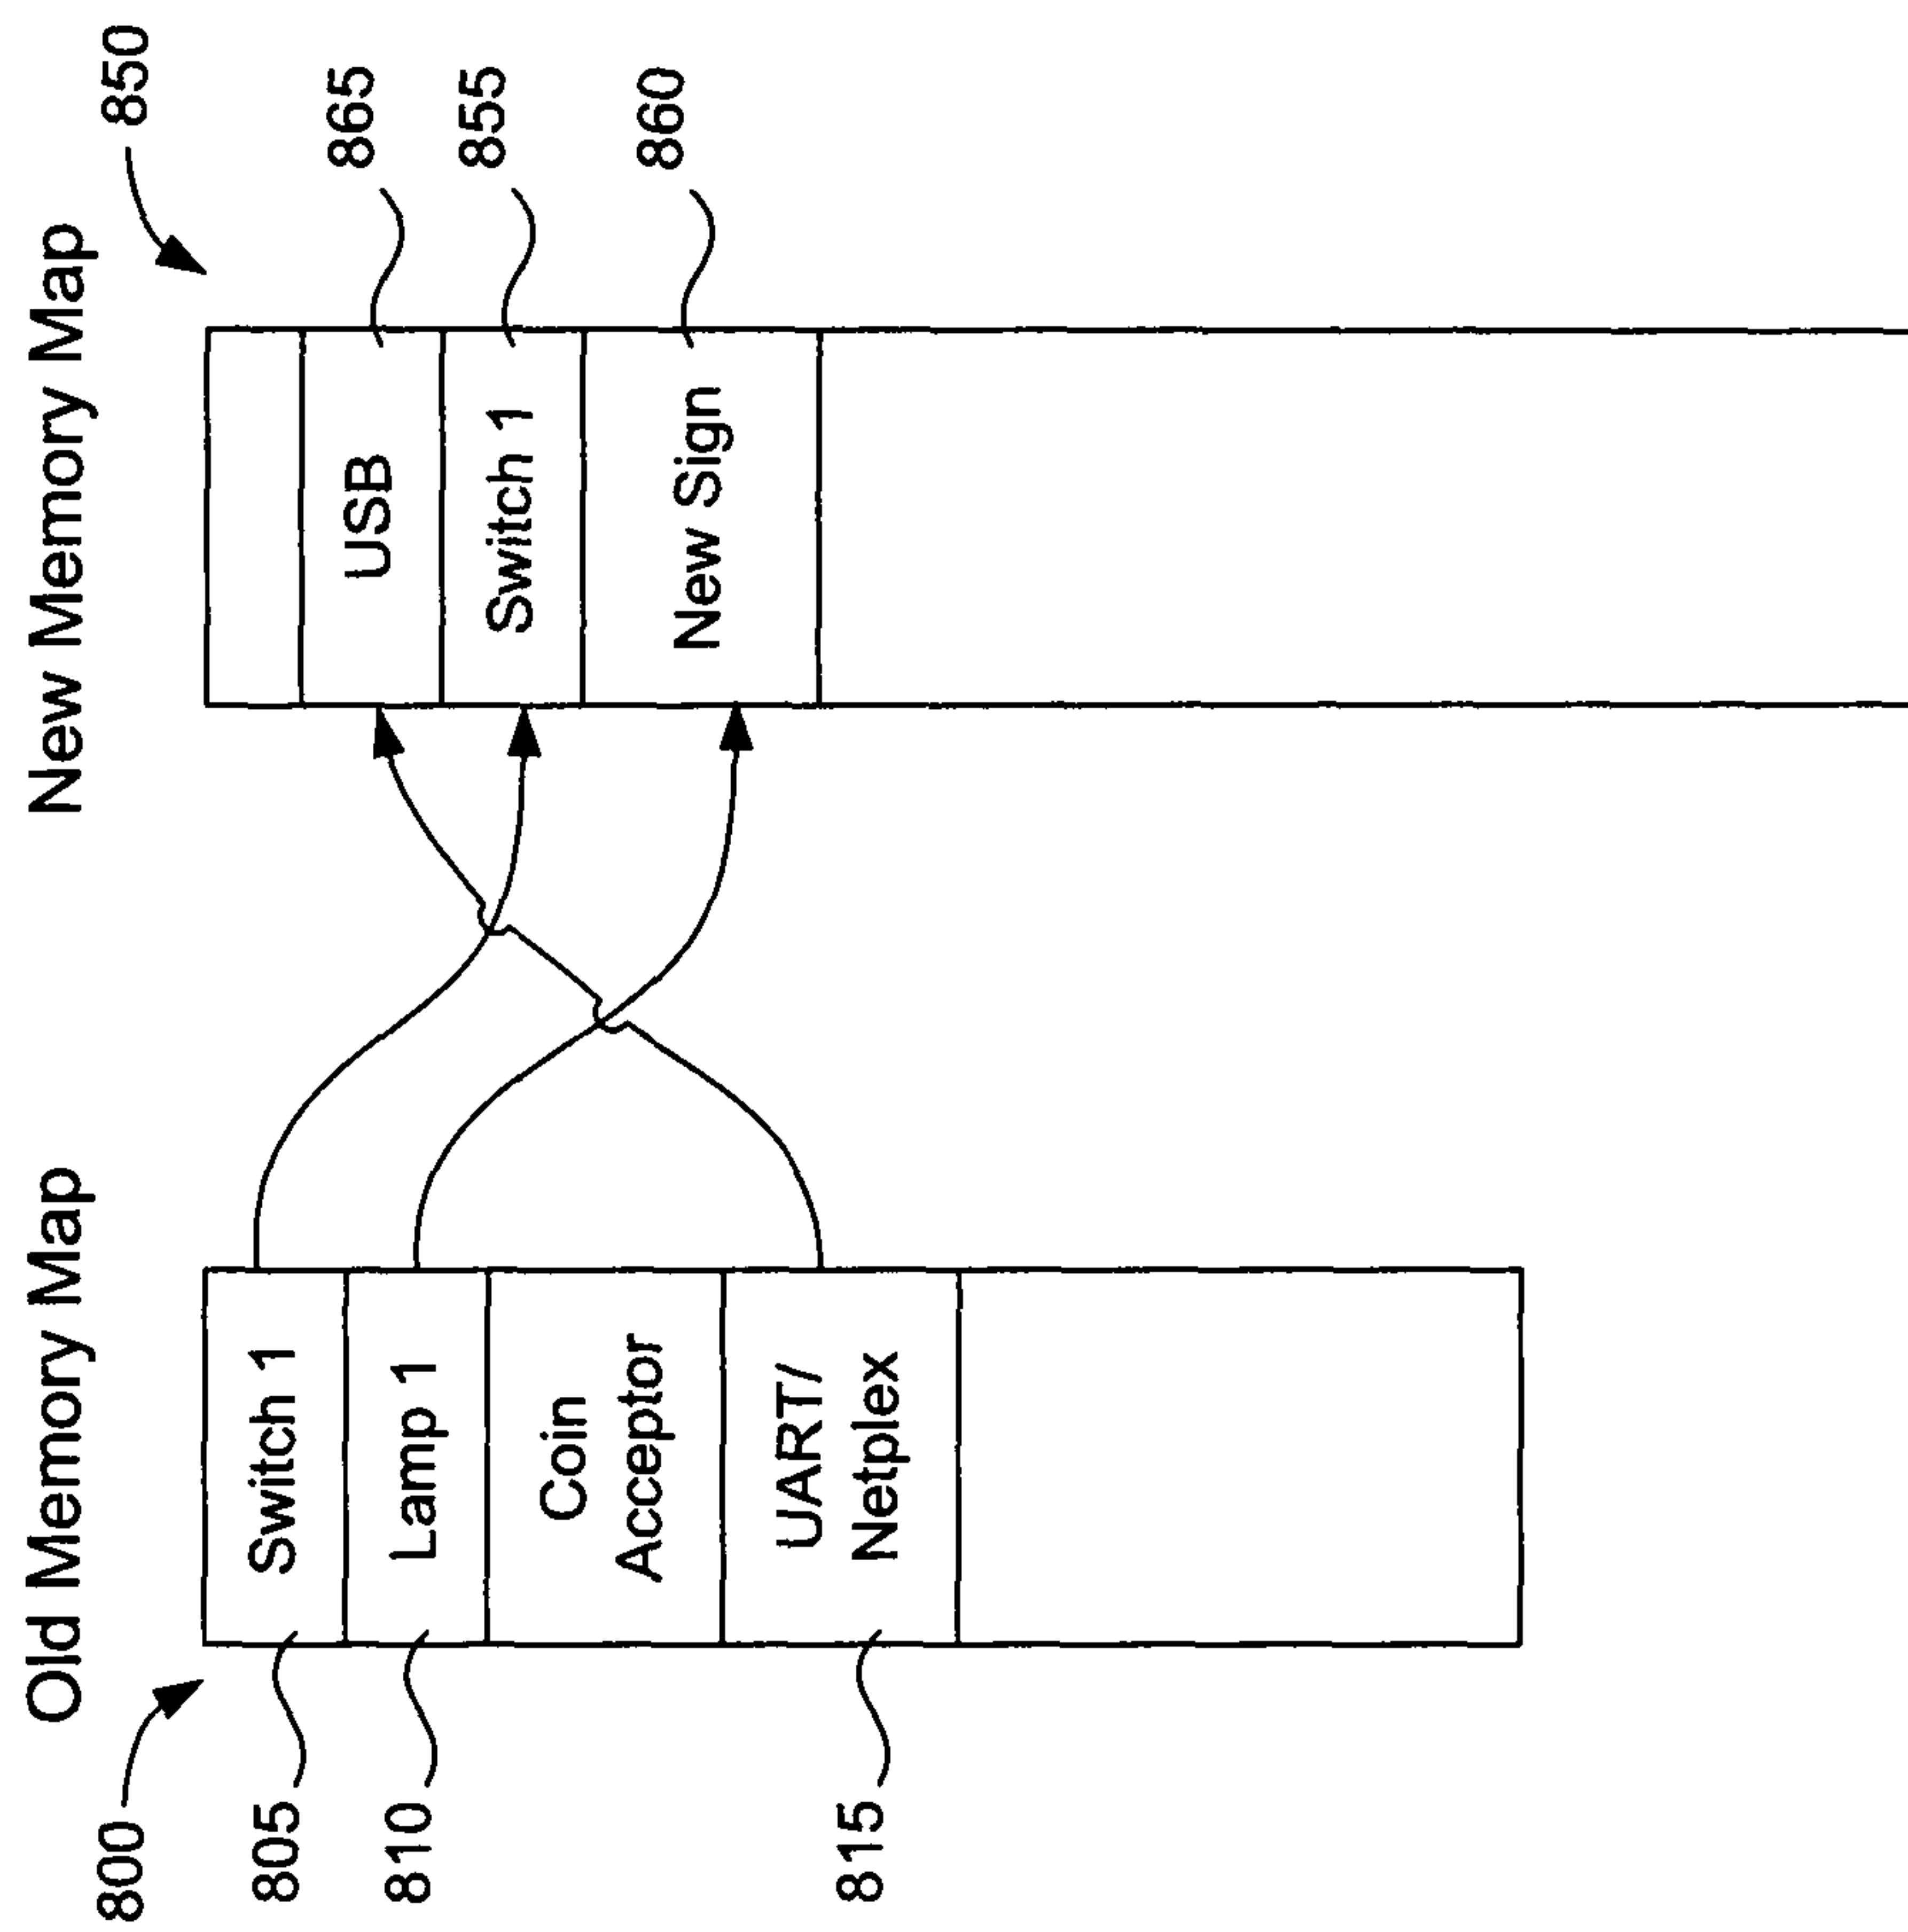 Old Memory Map
800
805
Switch 1
810
Lamp 1
Coin
Acceptor
815
UART/
Netplex
New Memory Map
850
USB
865
Switch 1
855
New Sign
860